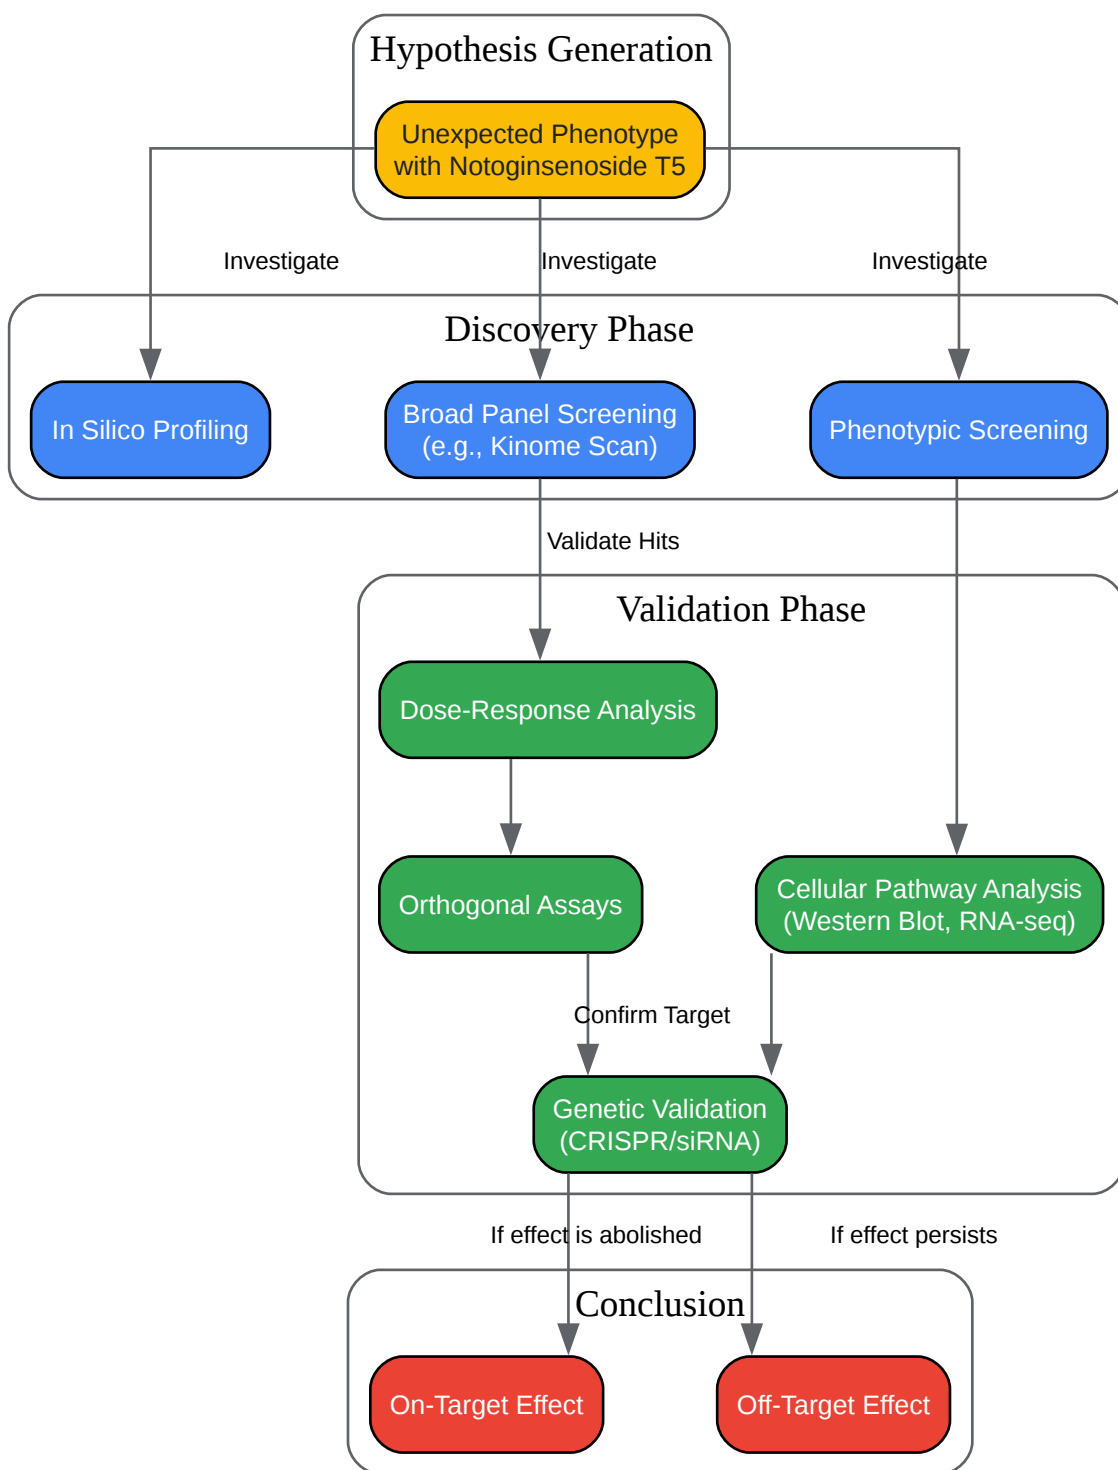 Hypothesis Generation
Unexpected Phenotype
with Notoginsenoside T5
Investigate
Investigate
Investigate
Discovery Phase
In Silico Profiling
Broad Panel Screening
(e.g., Kinome Scan)
Phenotypic Screening
Validate Hits
Validation Phase
Dose-Response Analysis
Orthogonal Assays
Cellular Pathway Analysis
(Western Blot, RNA-seq)
Confirm Target
Genetic Validation
(CRISPR/siRNA)
If effect is abolished
If effect persists
Conclusion
On-Target Effect
Off-Target Effect